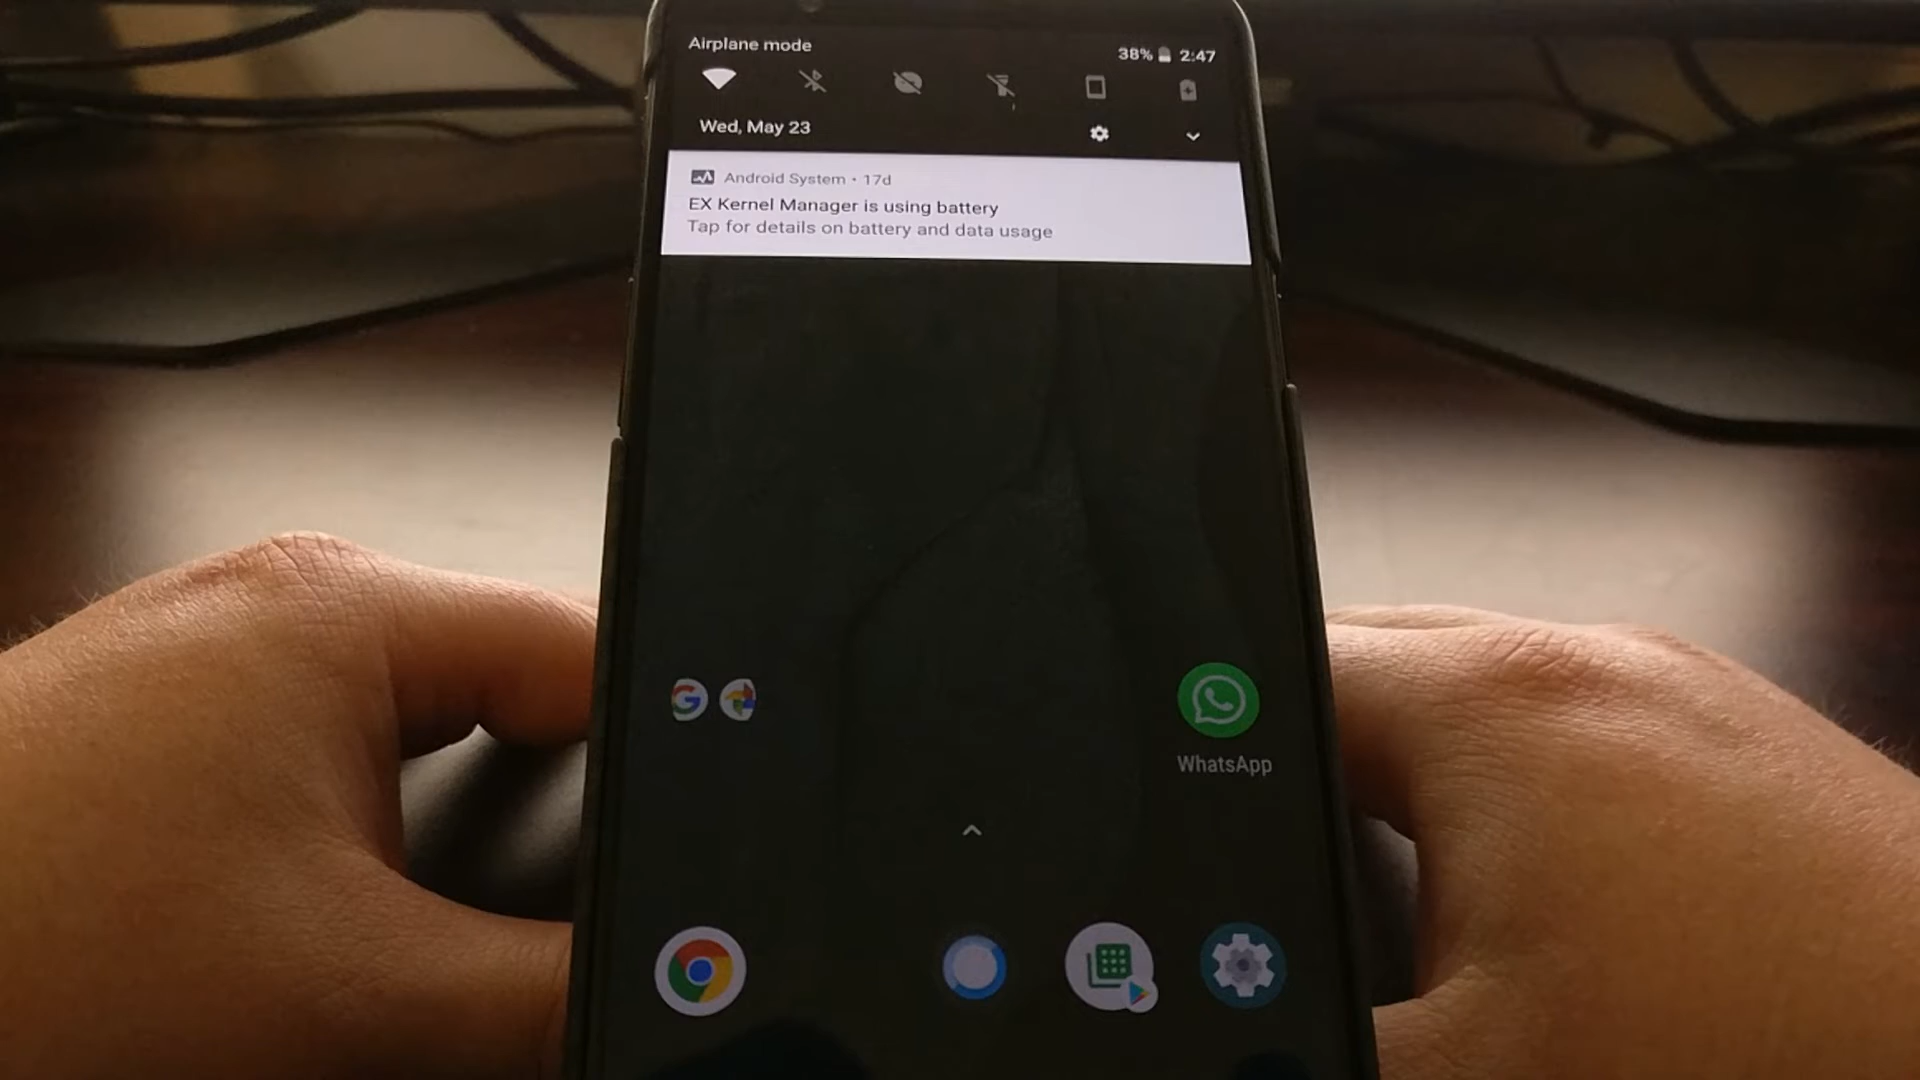 Airplane mode
38% 2:47
Wed, May 23
Android System • 17d
EX Kernel Manager is using battery
Tap for details on battery and data usage
WhatsApp